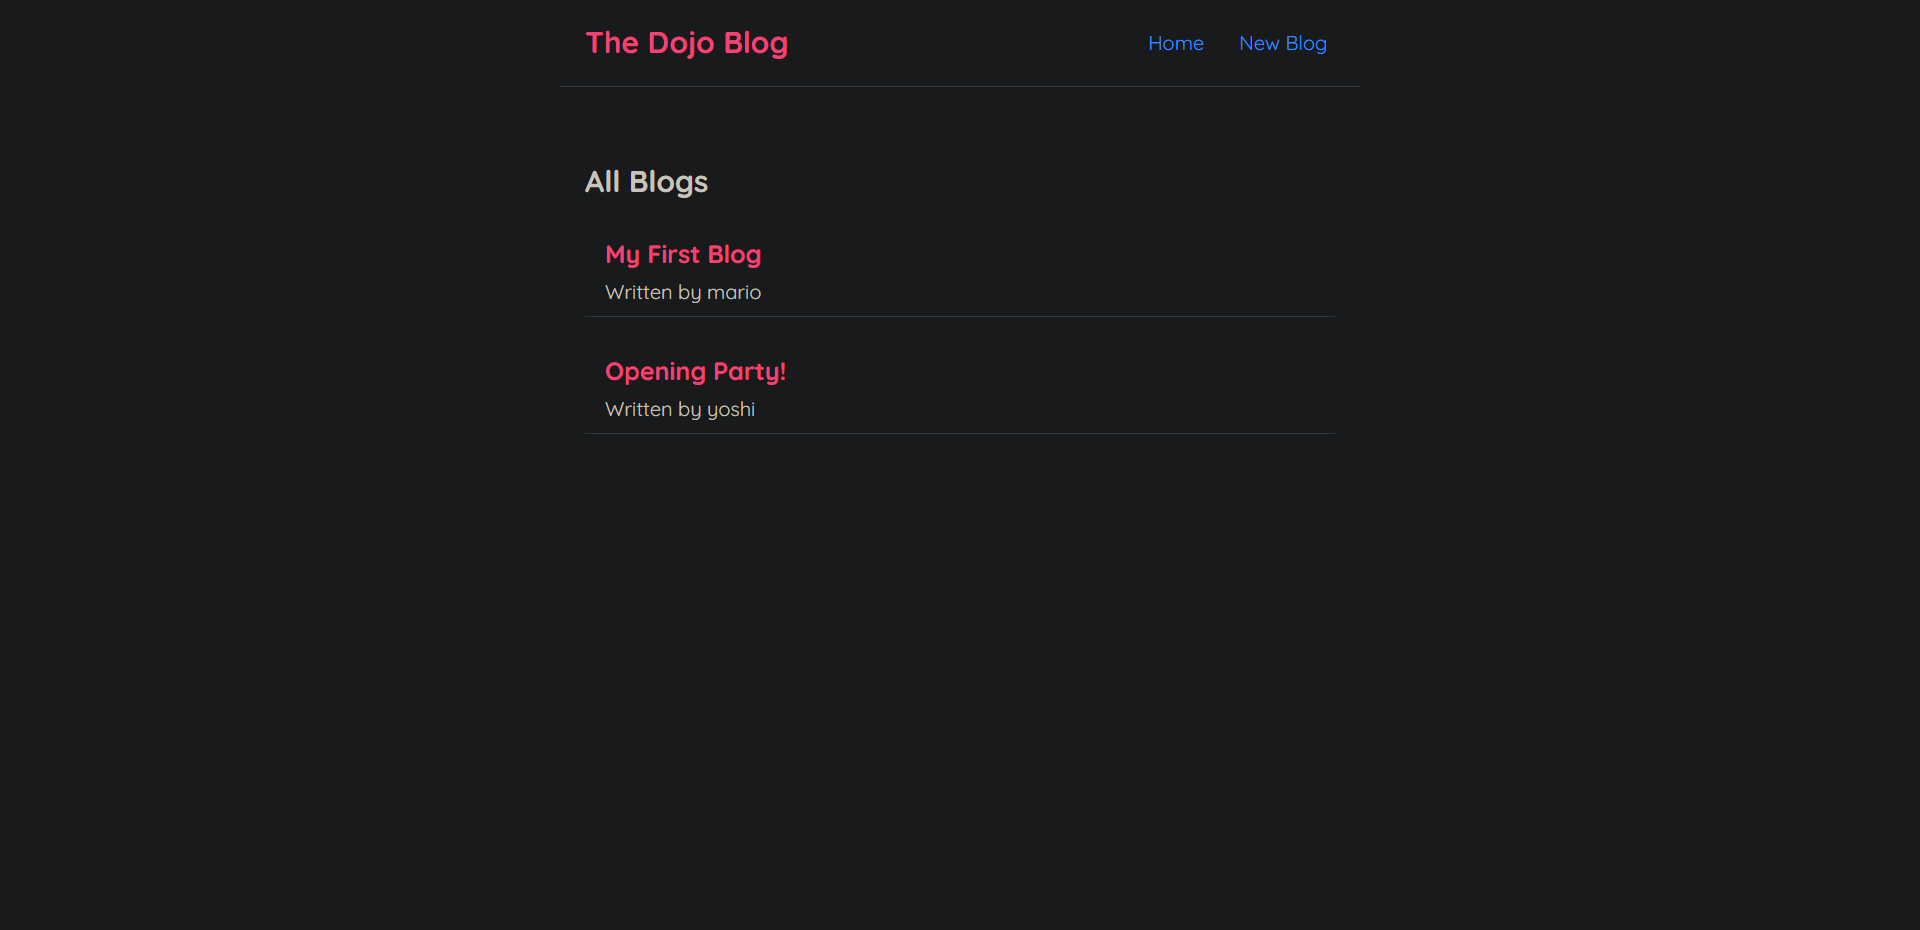 The Dojo Blog
Home
New Blog
All Blogs
My First Blog
Written by mario
Opening Party!
Written by yoshi